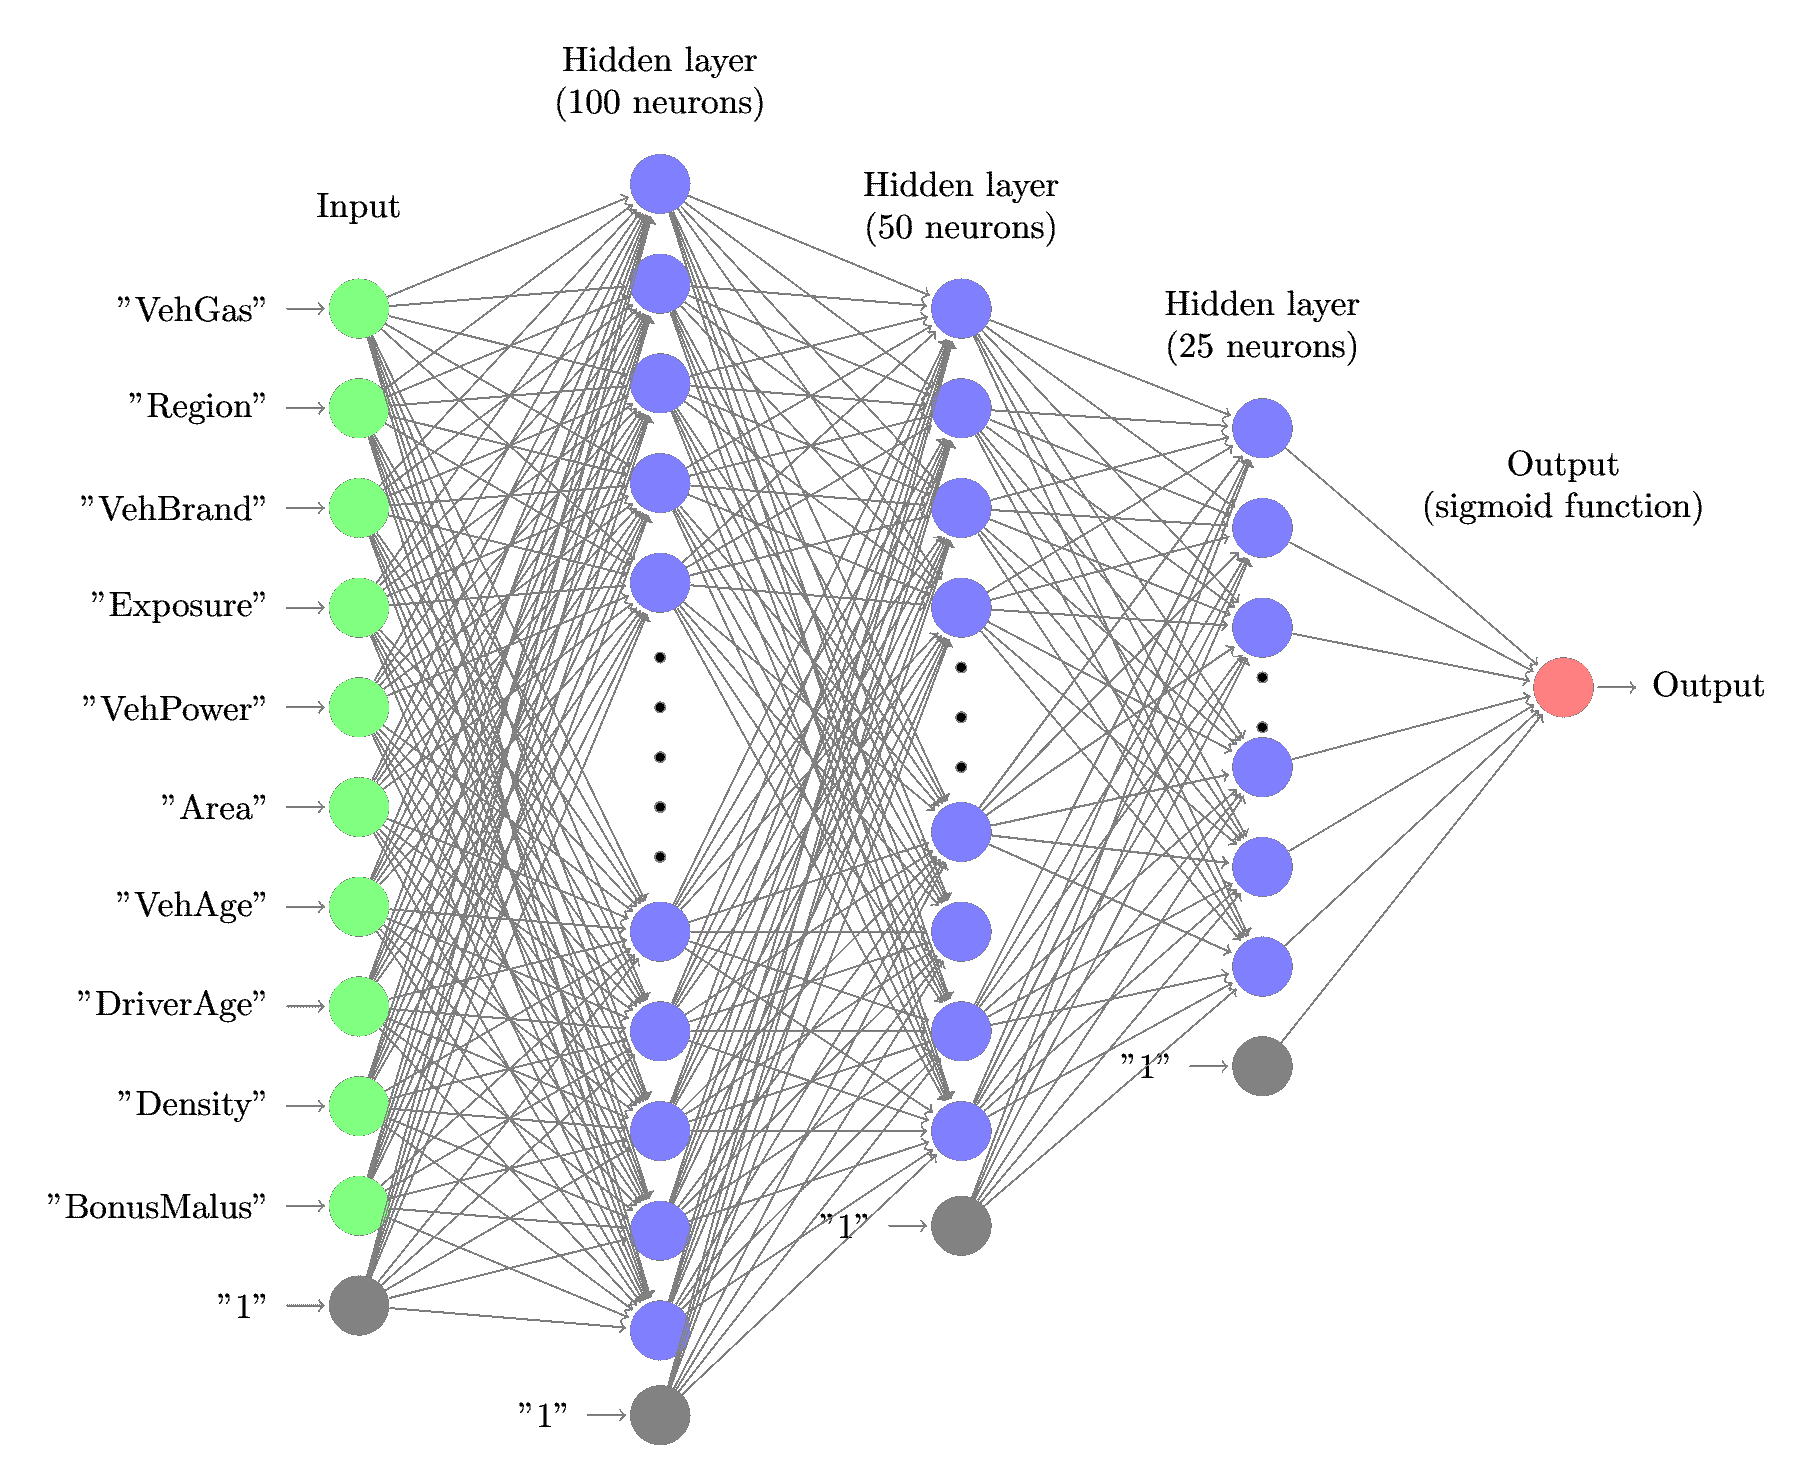 Hidden layer
(100 neurons)
Hidden layer
(50 neurons)
Input
Hidden layer
(25 neurons)
"VehGas"
"Region"
Output
(sigmoid function)
"VehBrand"
"Exposure"
"VehPower"
Output
"Area"
"VehAge"
"DriverAge"
"1"
"Density"
"BonusMalus"
"1"
"1"
"1"